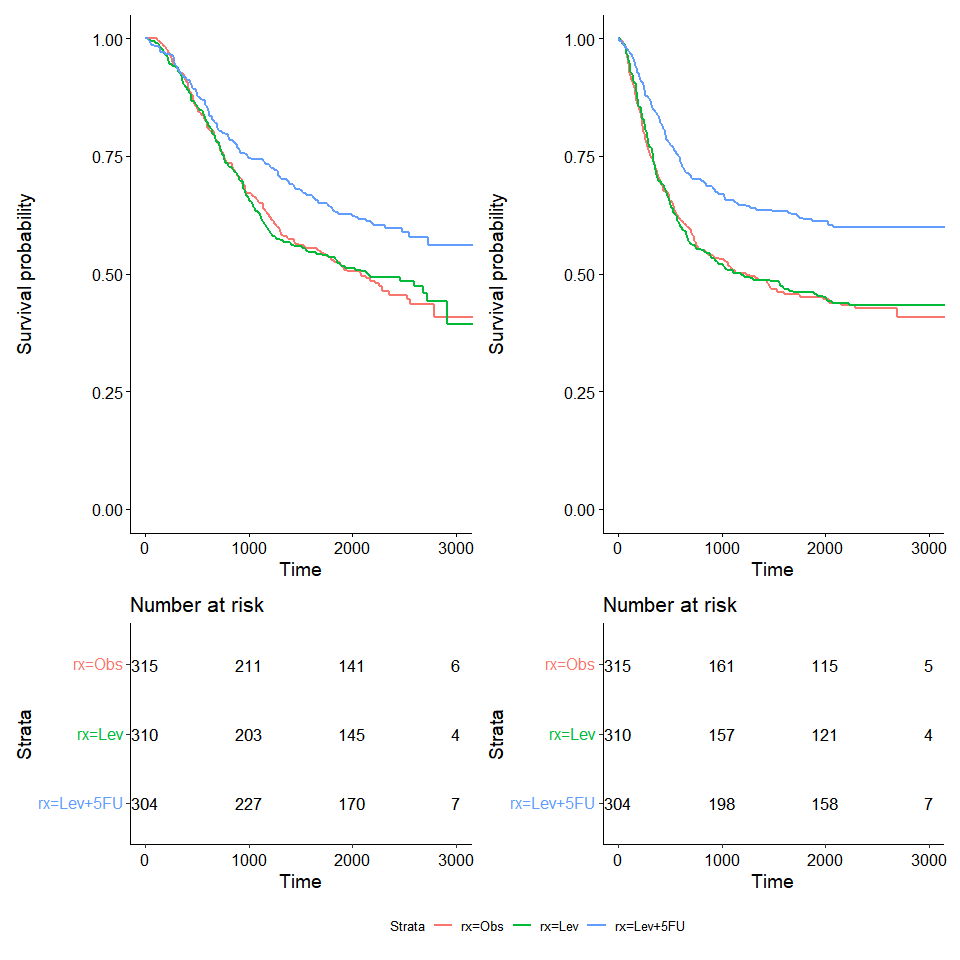 1.00
0.75
0.50
0.25
0.00
Survival probability
0 1000 2000 3000
Time
1.00
0.75
0.50
0.25
0.00
Survival probability
0 1000 2000 3000
Time
Number at risk
Strata
rx=Obs 315 211 141 6
rx=Lev 310 203 145 4
rx=Lev+5FU 304 227 170 7
0 1000 2000 3000
Time
Number at risk
Strata
rx=Obs 315 161 115 5
rx=Lev 310 157 121 4
rx=Lev+5FU 304 198 158 7
0 1000 2000 3000
Time
Strata rx=Obs rx=Lev rx=Lev+5FU